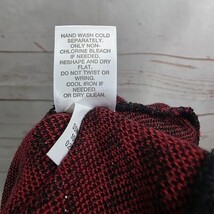 HAND WASH COLD
SEPARATELY,
ONLY NON-
CHLORINE BLEACH
IF NEEDED,
RESHAPE AND DRY
FLAT.
DO NOT TWIST OR
WRING.
COOL IRON IF
NEEDED,
OR DRY CLEAN.